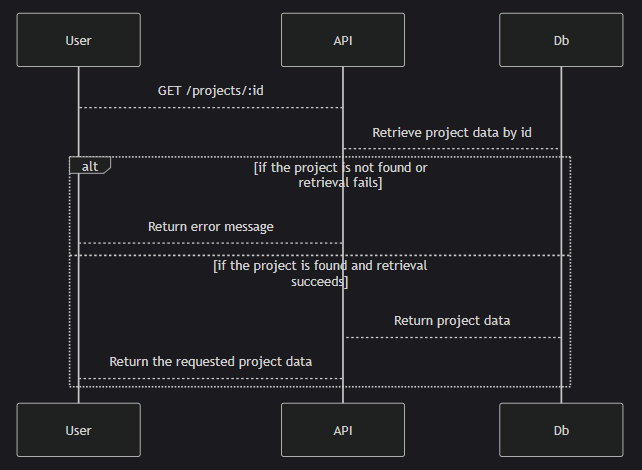 User
API
Db
GET /projects/:id
Retrieve project data by id
alt
[if the project is not found or
retrieval fails]
Return error message
[if the project is found and retrieval
succeeds]
Return project data
Return the requested project data
User
API
Db